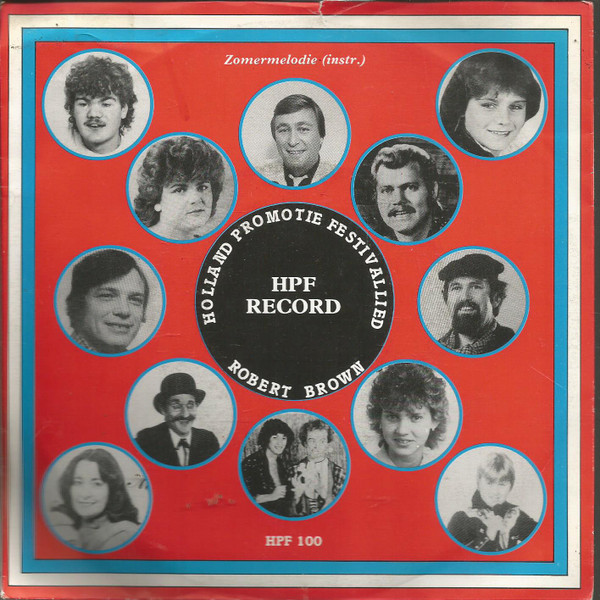 Zomermelodie (instr.)
HOLLAND PROMOTIE FESTIVALLIED
HPF
RECORD
ROBERT BROWN
HPF 100